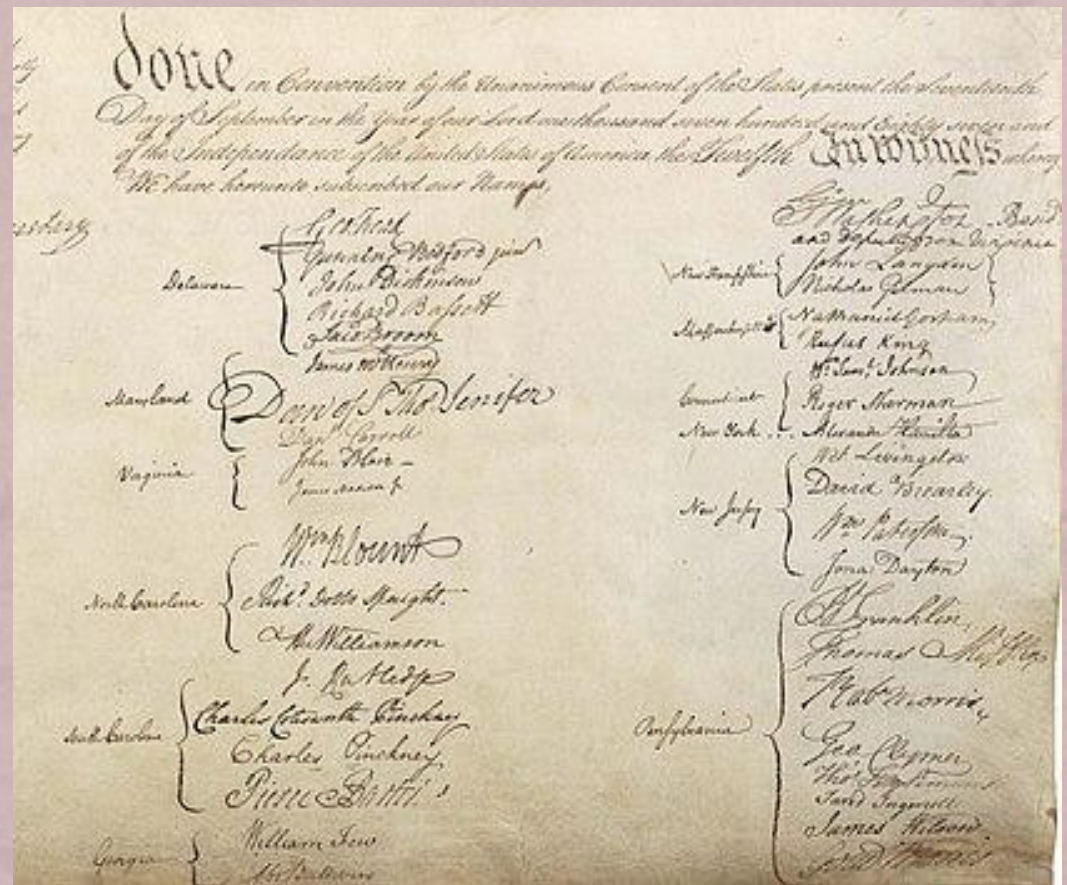 done in Convention by the Unanimous Consent of the States present the Seventeenth
Day of September in the Year of our Lord one thousand seven hundred and Eighty seven and
of the Independance of the United States of America the Twelfth In witness whereof
We have hereunto subscribed our Names,
Delaware
Geo: Read
Gunning Bedford jun
John Dickinson
Richard Bassett
Jaco: Broom
Maryland
James McHenry
Dan of St Thos Jenifer
Danl Carroll
Virginia
John Blair —
James Madison Jr
North Carolina
Wm Blount
Richd Dobbs Spaight.
Hu Williamson
South Carolina
J. Rutledge
Charles Cotesworth Pinckney
Charles Pinckney
Pierce Butler
Georgia
William Few
Abr Baldwin
Go Washington - Presidt
and deputy from Virginia
New Hampshire
John Langdon
Nicholas Gilman
Massachusetts
Nathaniel Gorham
Rufus King
Connecticut
Wm Saml Johnson
Roger Sherman
New York ... Alexander Hamilton
New Jersey
Wil: Livingston
David Brearley.
Wm Paterson.
Jona: Dayton
Pensylvania
B Franklin
Thomas Mifflin
Robt Morris
Geo. Clymer
Thos FitzSimons
Jared Ingersoll
James Wilson.
Gouv Morris